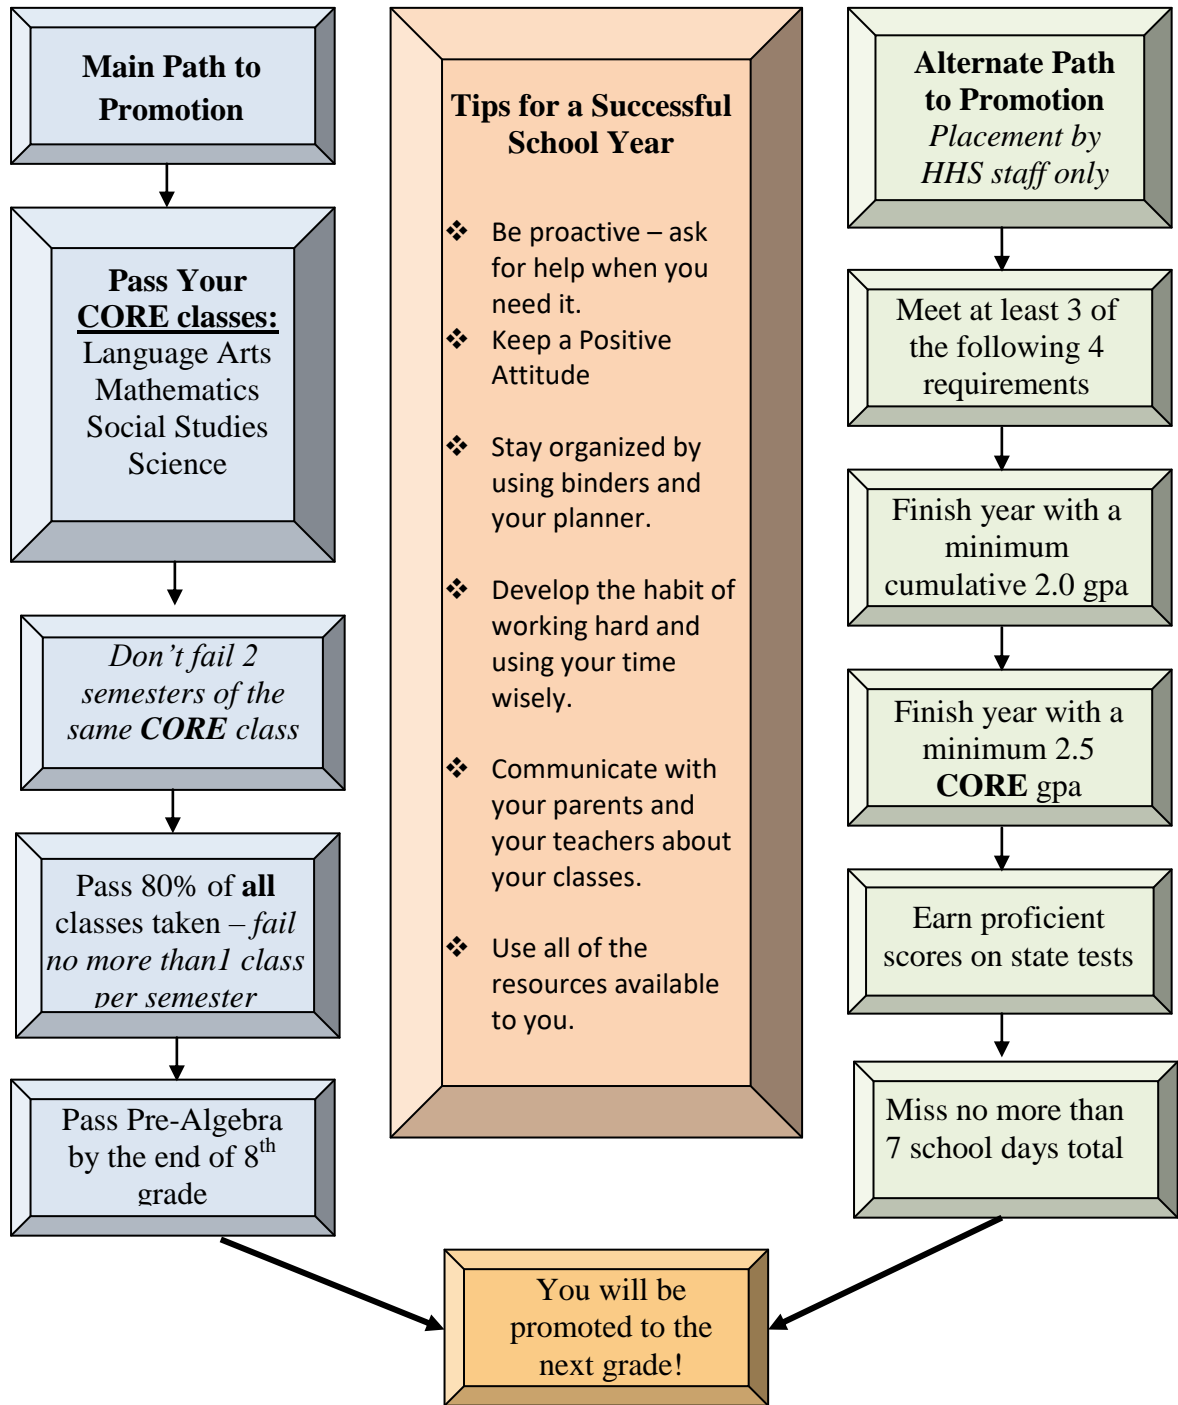 Main Path to
Promotion
Pass Your
CORE classes:
Language Arts
Mathematics
Social Studies
Science
Don’t fail 2
semesters of the
same CORE class
Pass 80% of all
classes taken – fail
no more than1 class
per semester
Pass Pre-Algebra
by the end of 8th
grade
Tips for a Successful
School Year
❖ Be proactive – ask
for help when you
need it.
❖ Keep a Positive
Attitude
❖ Stay organized by
using binders and
your planner.
❖ Develop the habit of
working hard and
using your time
wisely.
❖ Communicate with
your parents and
your teachers about
your classes.
❖ Use all of the
resources available
to you.
Alternate Path
to Promotion
Placement by
HHS staff only
Meet at least 3 of
the following 4
requirements
Finish year with a
minimum
cumulative 2.0 gpa
Finish year with a
minimum 2.5
CORE gpa
Earn proficient
scores on state tests
Miss no more than
7 school days total
You will be
promoted to the
next grade!